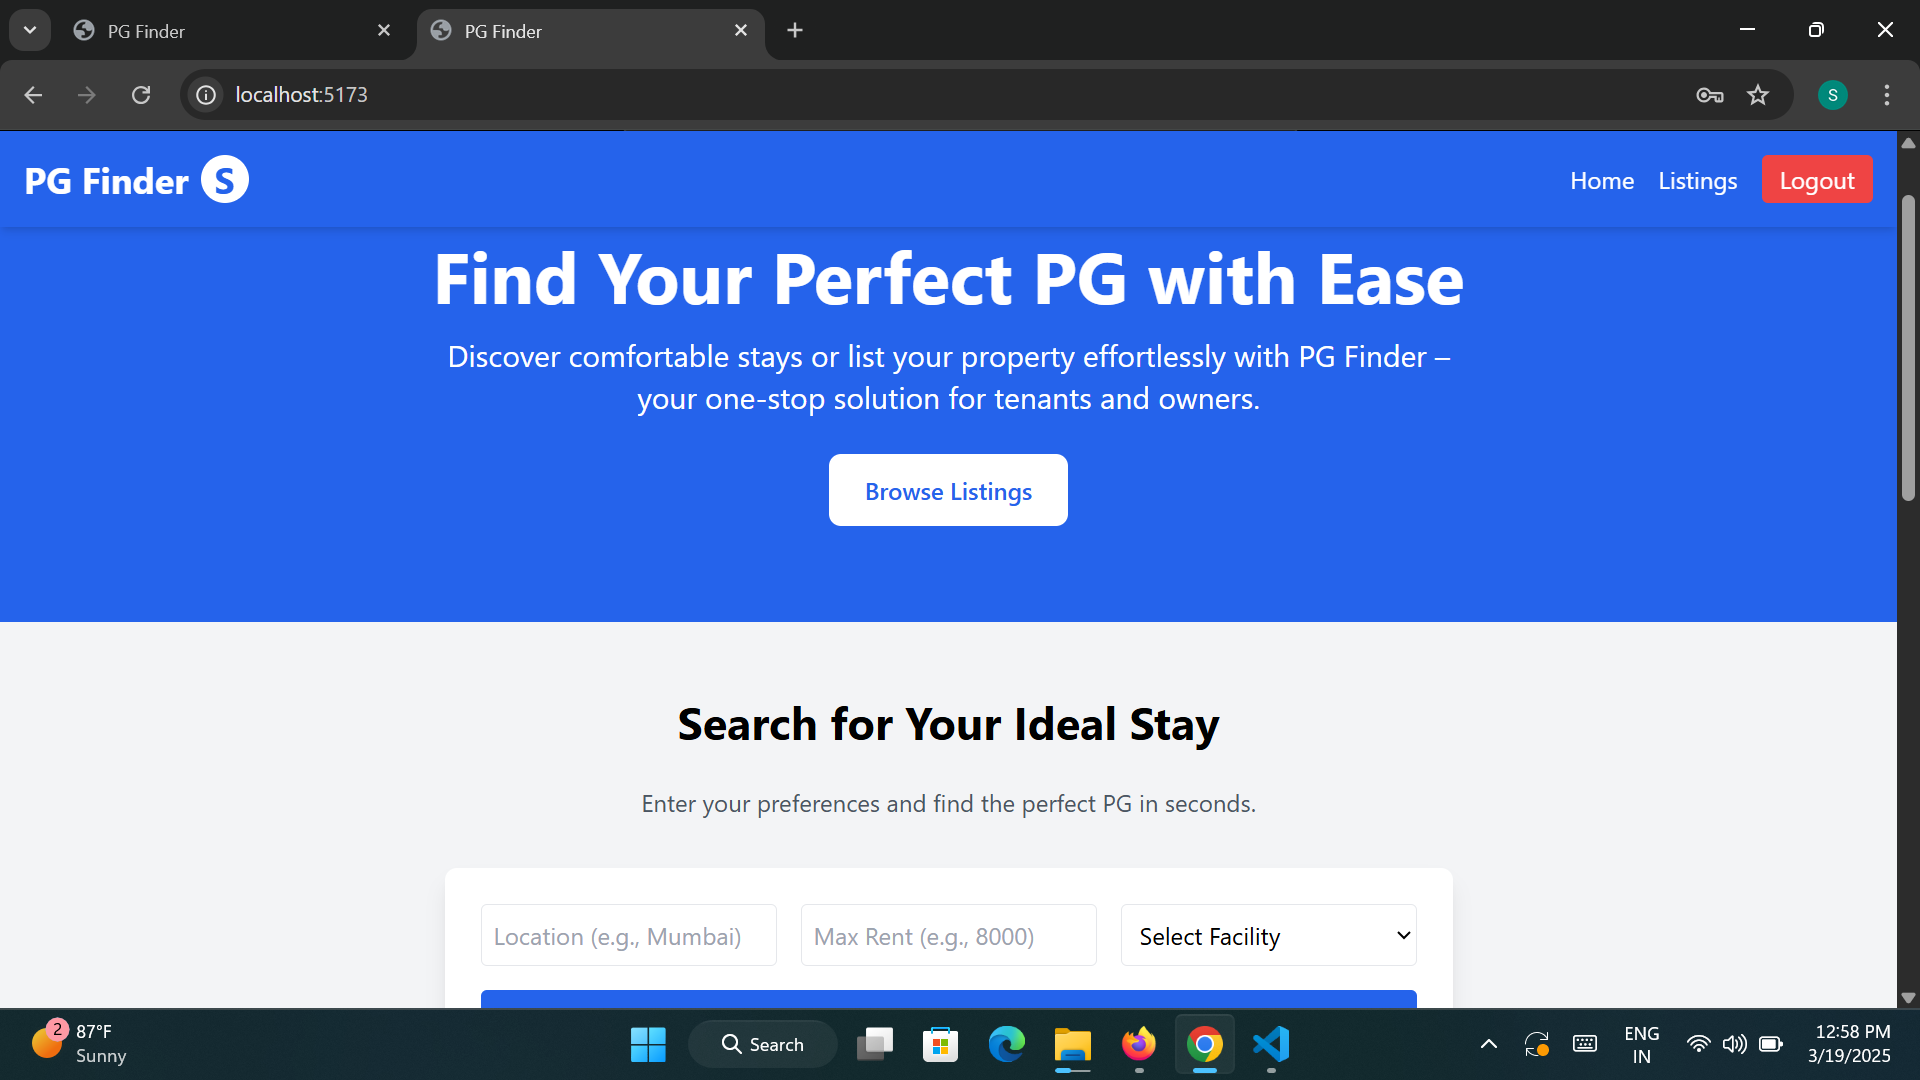 PG Finder
PG Finder
localhost:5173
S
PG Finder S
Home Listings Logout
Find Your Perfect PG with Ease
Discover comfortable stays or list your property effortlessly with PG Finder –
your one-stop solution for tenants and owners.
Browse Listings
Search for Your Ideal Stay
Enter your preferences and find the perfect PG in seconds.
Location (e.g., Mumbai)
Max Rent (e.g., 8000)
Select Facility
2
87°F
Sunny
Search
ENG
IN
12:58 PM
3/19/2025